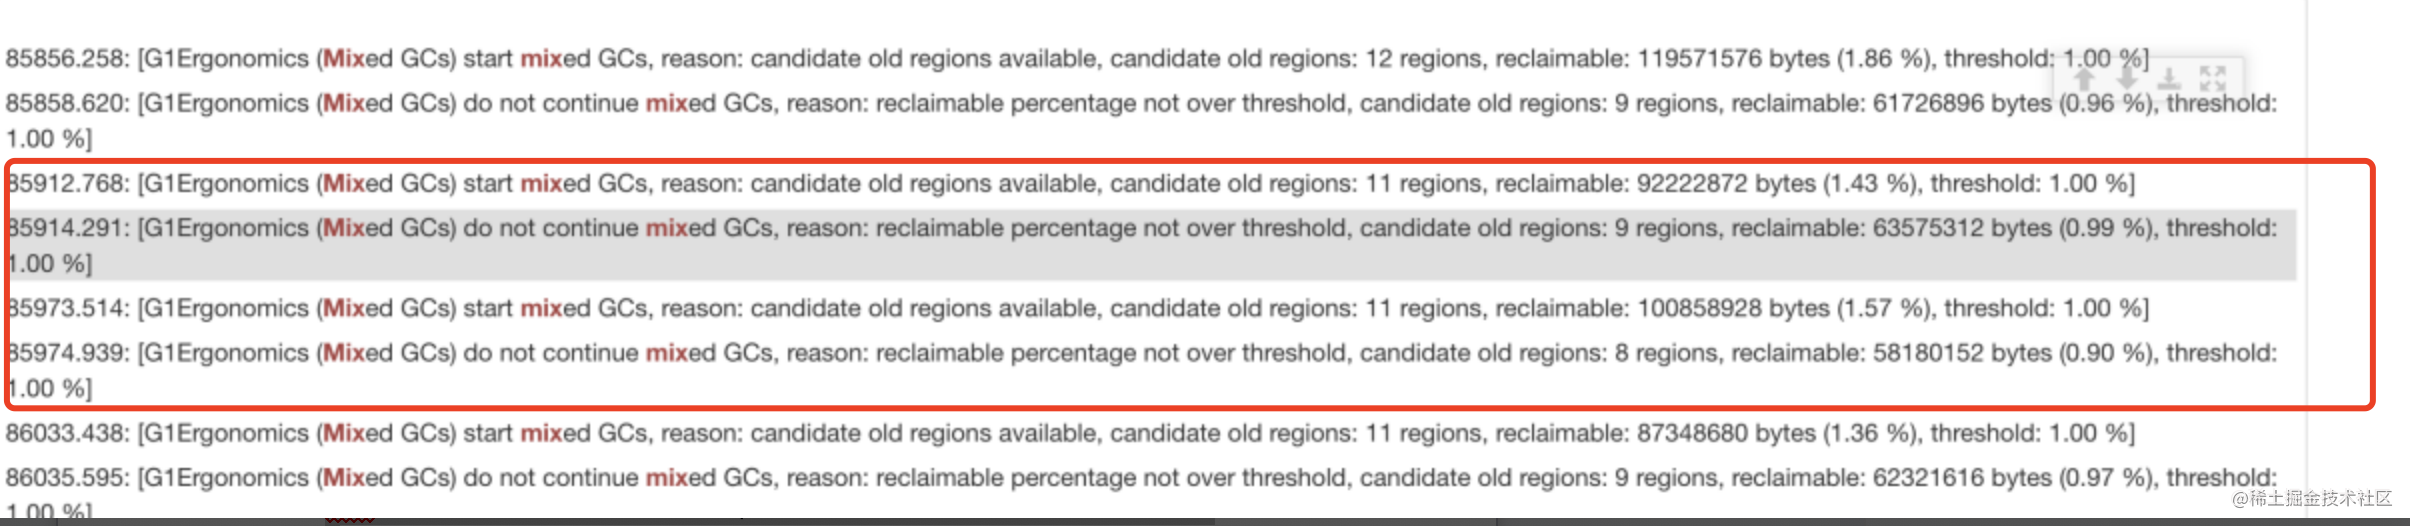 85856.258: [G1Ergonomics (Mixed GCs) start mixed GCs, reason: candidate old regions available, candidate old regions: 12 regions, reclaimable: 119571576 bytes (1.86 %), threshold: 1.00 %]
85858.620: [G1Ergonomics (Mixed GCs) do not continue mixed GCs, reason: reclaimable percentage not over threshold, candidate old regions: 9 regions, reclaimable: 61726896 bytes (0.96 %), threshold:
1.00 %]
85912.768: [G1Ergonomics (Mixed GCs) start mixed GCs, reason: candidate old regions available, candidate old regions: 11 regions, reclaimable: 92222872 bytes (1.43 %), threshold: 1.00 %]
85914.291: [G1Ergonomics (Mixed GCs) do not continue mixed GCs, reason: reclaimable percentage not over threshold, candidate old regions: 9 regions, reclaimable: 63575312 bytes (0.99 %), threshold:
1.00 %]
85973.514: [G1Ergonomics (Mixed GCs) start mixed GCs, reason: candidate old regions available, candidate old regions: 11 regions, reclaimable: 100858928 bytes (1.57 %), threshold: 1.00 %]
85974.939: [G1Ergonomics (Mixed GCs) do not continue mixed GCs, reason: reclaimable percentage not over threshold, candidate old regions: 8 regions, reclaimable: 58180152 bytes (0.90 %), threshold:
1.00 %]
86033.438: [G1Ergonomics (Mixed GCs) start mixed GCs, reason: candidate old regions available, candidate old regions: 11 regions, reclaimable: 87348680 bytes (1.36 %), threshold: 1.00 %]
86035.595: [G1Ergonomics (Mixed GCs) do not continue mixed GCs, reason: reclaimable percentage not over threshold, candidate old regions: 9 regions, reclaimable: 62321616 bytes (0.97 %), threshold:
1.00 %]
@稀土掘金技术社区